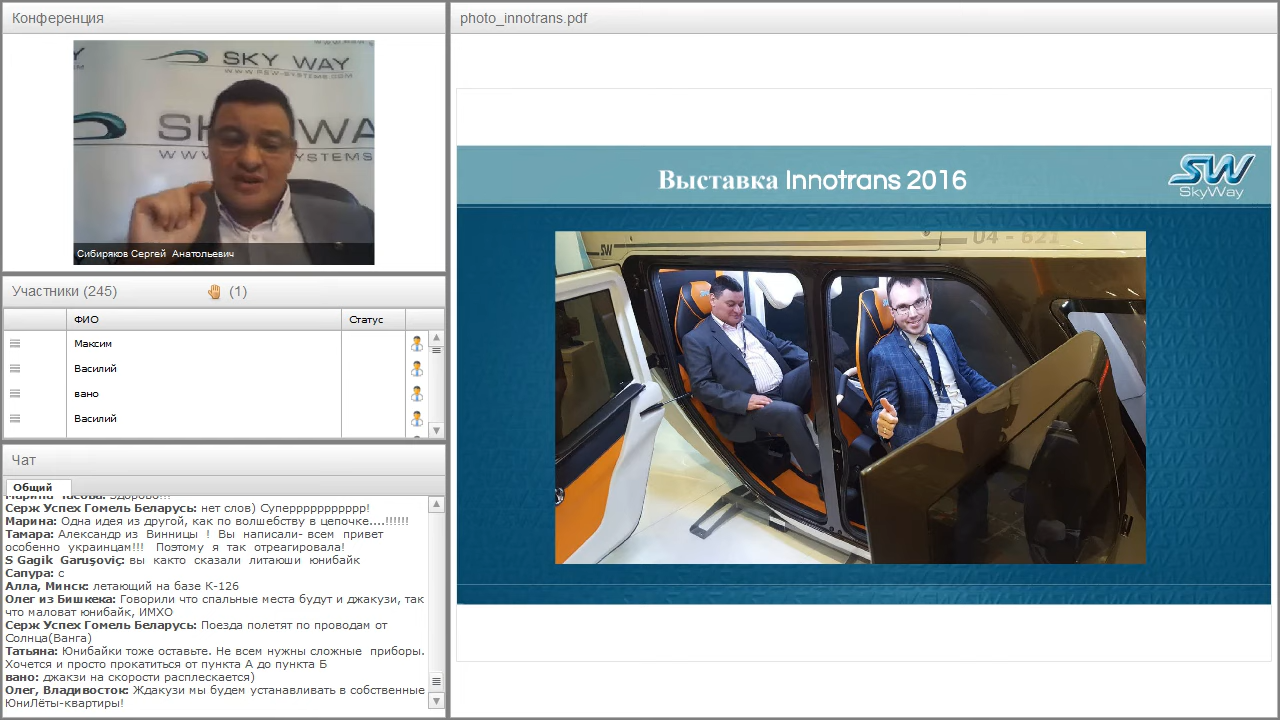 Конференция
SKY WAY
WWW.RSW-SYSTEMS.COM
Сибиряков Сергей Анатольевич
Участники (245)
(1)
ФИО
Статус
Максим
Василий
вано
Василий
Чат
Общий
Серж Успех Гомель Беларусь: нет слов) Суперррррррррррр!
Марина: Одна идея из другой, как по волшебству в цепочке....!!!!!!
Тамара: Александр из Винницы ! Вы написали- всем привет
особенно украинцам!!! Поэтому я так отреагировала!
S Gagik Garuşoviç: вы както сказали литаюши юнибайк
Сапура: с
Алла, Минск: летающий на базе К-126
Олег из Бишкека: Говорили что спальные места будут и джакузи, так
что маловат юнибайк, ИМХО
Серж Успех Гомель Беларусь: Поезда полетят по проводам от
Солнца(Ванга)
Татьяна: Юнибайки тоже оставьте. Не всем нужны сложные приборы.
Хочется и просто прокатиться от пункта А до пункта Б
вано: джакзи на скорости расплескается)
Олег, Владивосток: Ждакузи мы будем устанавливать в собственные
ЮниЛёты-квартиры!
photo_innotrans.pdf
Выставка Innotrans 2016
SW
SkyWay
SW
04 - 621